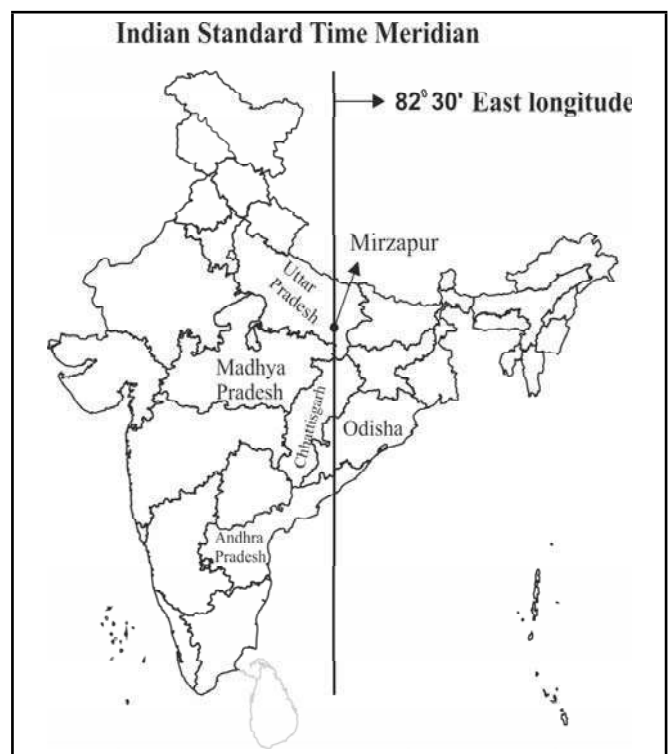 Indian Standard Time Meridian
82° 30' East longitude
Mirzapur
Uttar
Pradesh
Madhya
Pradesh
Chhattisgarh
Odisha
Andhra
Pradesh